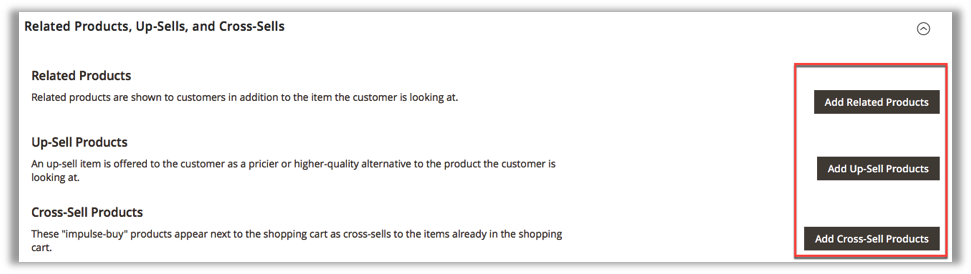 Related Products, Up-Sells, and Cross-Sells
Related Products
Related products are shown to customers in addition to the item the customer is looking at.
Add Related Products
Up-Sell Products
An up-sell item is offered to the customer as a pricier or higher-quality alternative to the product the customer is
looking at.
Add Up-Sell Products
Cross-Sell Products
These "impulse-buy" products appear next to the shopping cart as cross-sells to the items already in the shopping
cart.
Add Cross-Sell Products